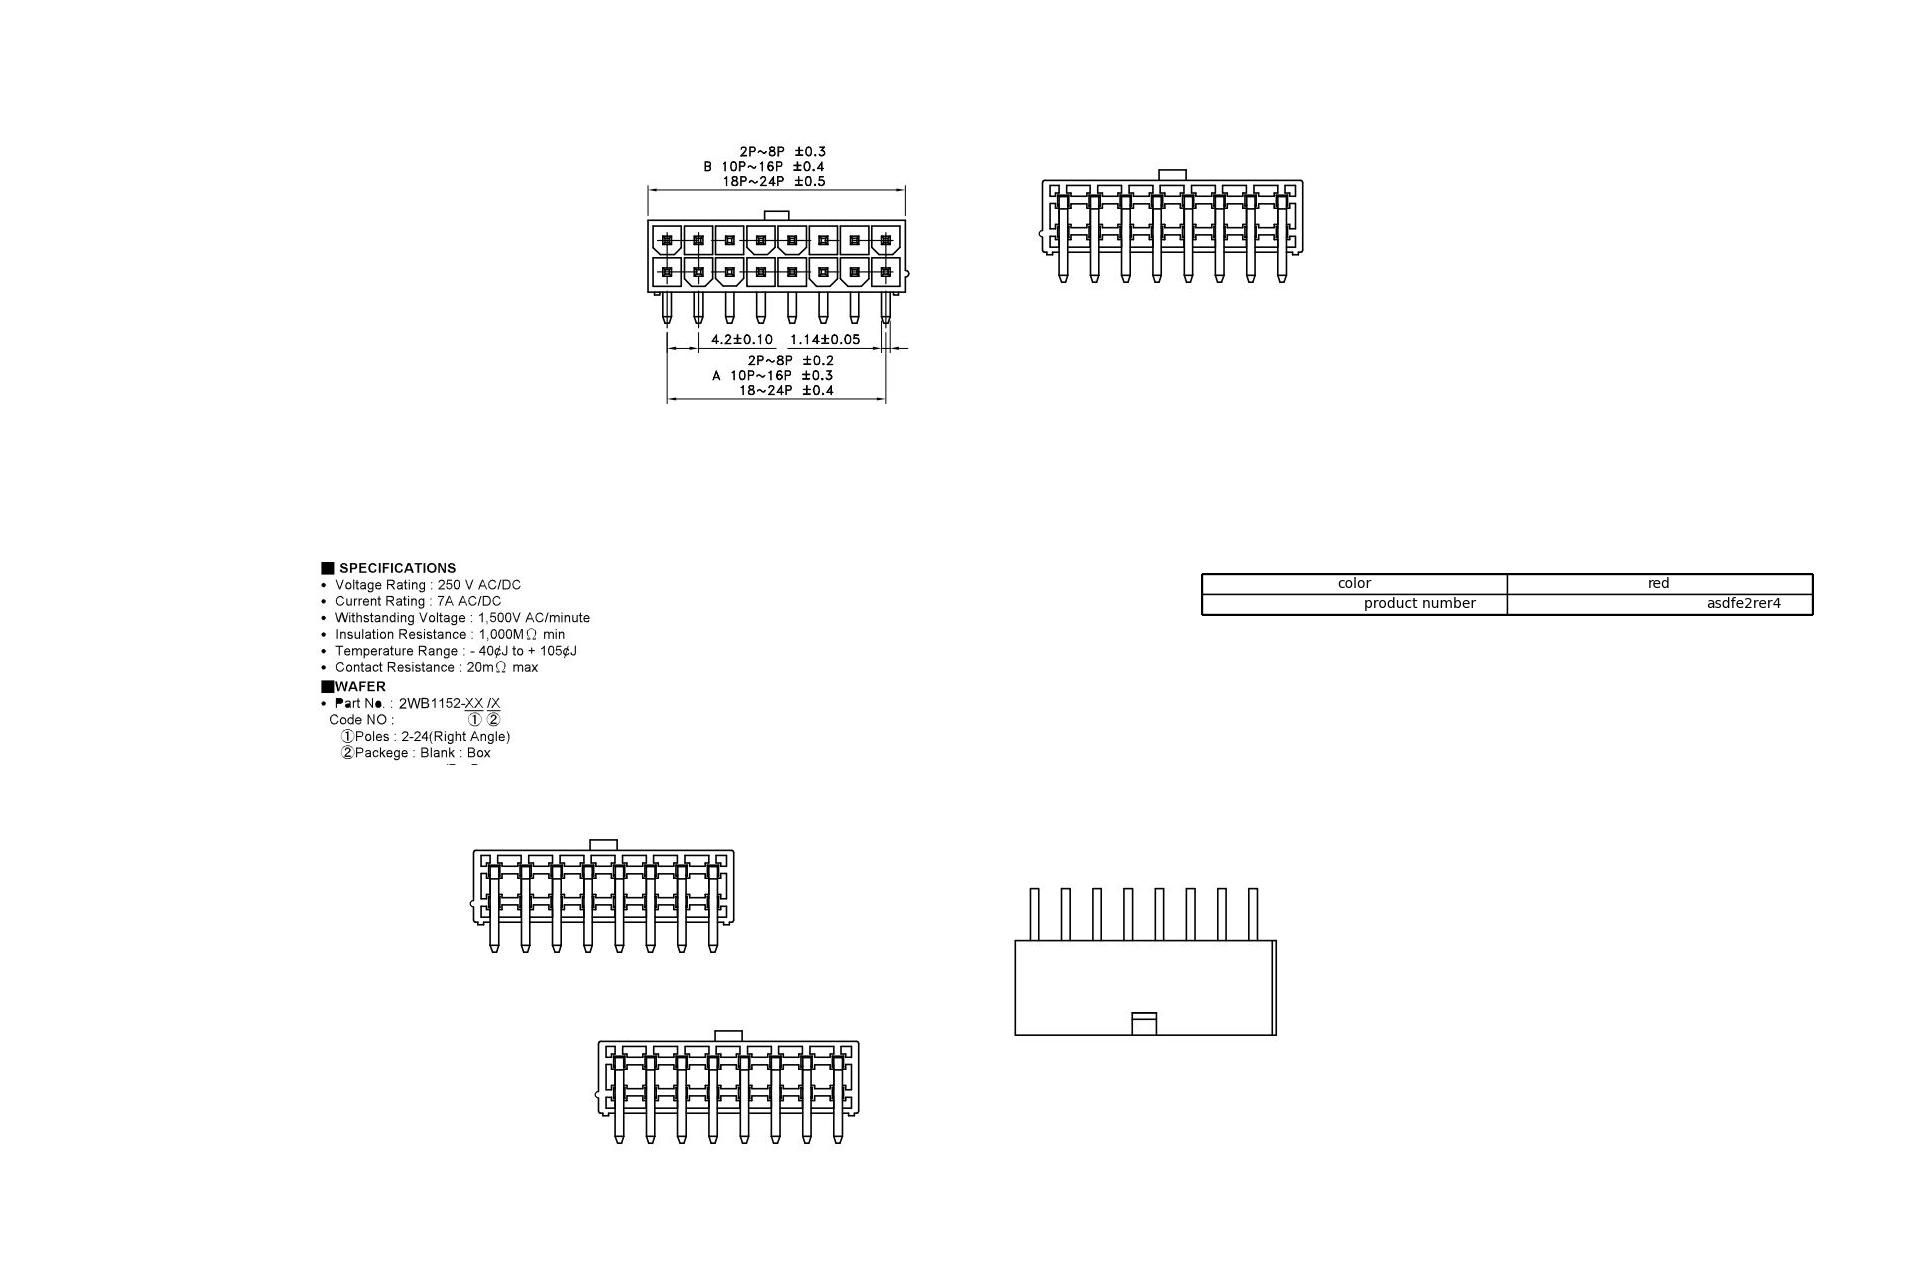 2P~8P ±0.3
B 10P~16P ±0.4
18P~24P ±0.5
4.2±0.10 1.14±0.05
2P~8P ±0.2
A 10P~16P ±0.3
18~24P ±0.4
■ SPECIFICATIONS
• Voltage Rating : 250 V AC/DC
• Current Rating : 7A AC/DC
• Withstanding Voltage : 1,500V AC/minute
• Insulation Resistance : 1,000MΩ min
• Temperature Range : - 40¢J to + 105¢J
• Contact Resistance : 20mΩ max
■WAFER
• Part No. : 2WB1152-XX /X
Code NO : ① ②
①Poles : 2-24(Right Angle)
②Packege : Blank : Box
color red
product number asdfe2rer4